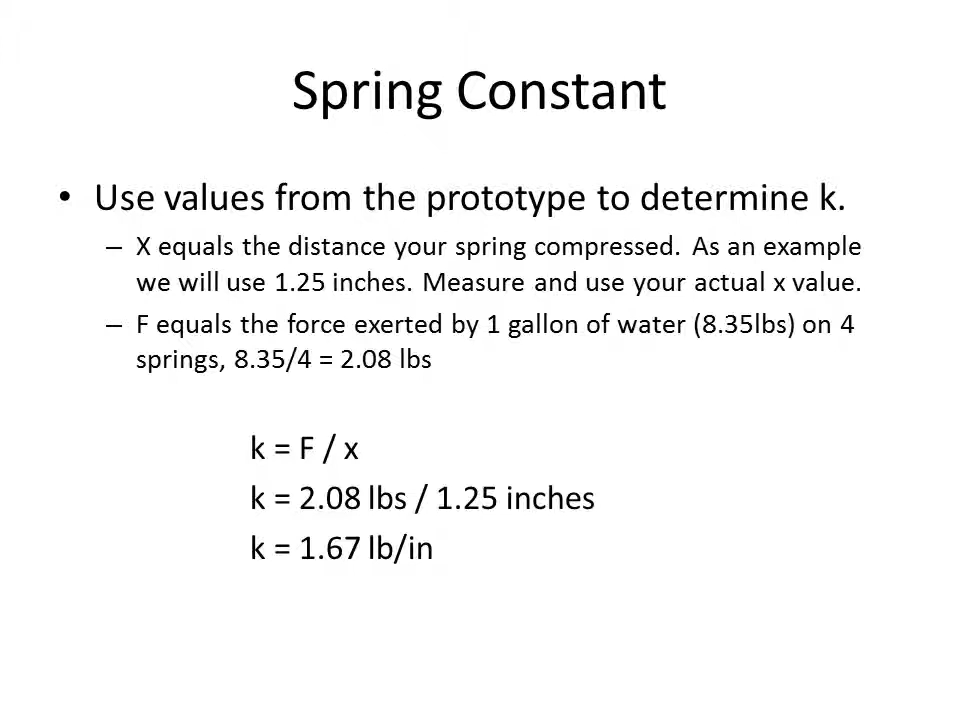 Spring Constant
• Use values from the prototype to determine k.
– X equals the distance your spring compressed. As an example
we will use 1.25 inches. Measure and use your actual x value.
– F equals the force exerted by 1 gallon of water (8.35lbs) on 4
springs, 8.35/4 = 2.08 lbs
k = F / x
k = 2.08 lbs / 1.25 inches
k = 1.67 lb/in